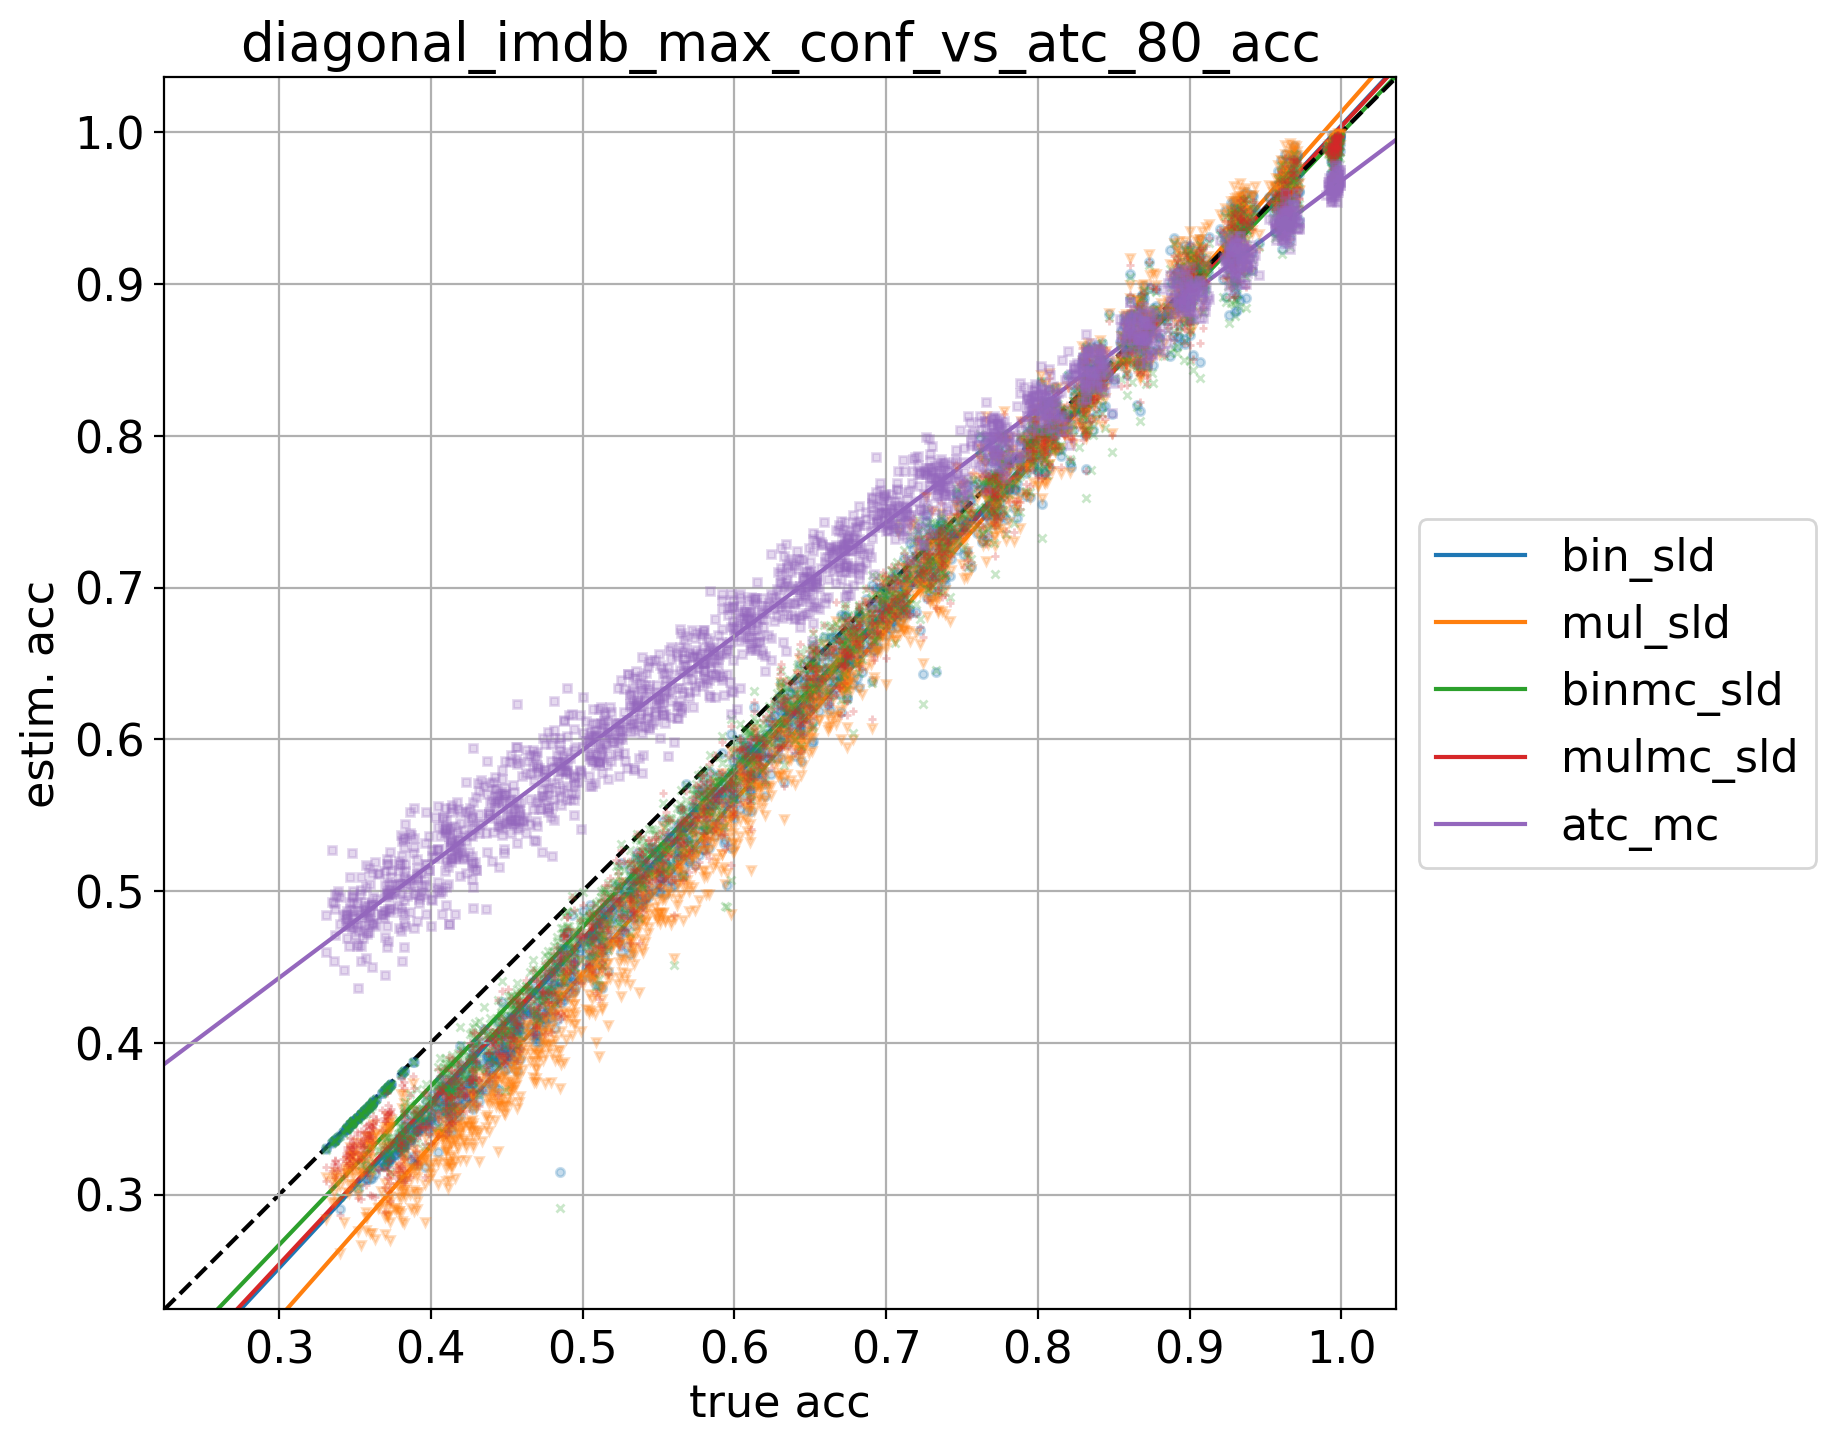 diagonal_imdb_max_conf_vs_atc_80_acc
1.0
0.9
0.8
0.7
0.6
0.5
0.4
0.3
estim. acc
0.3 0.4 0.5 0.6 0.7 0.8 0.9 1.0
true acc
bin_sld
mul_sld
binmc_sld
mulmc_sld
atc_mc